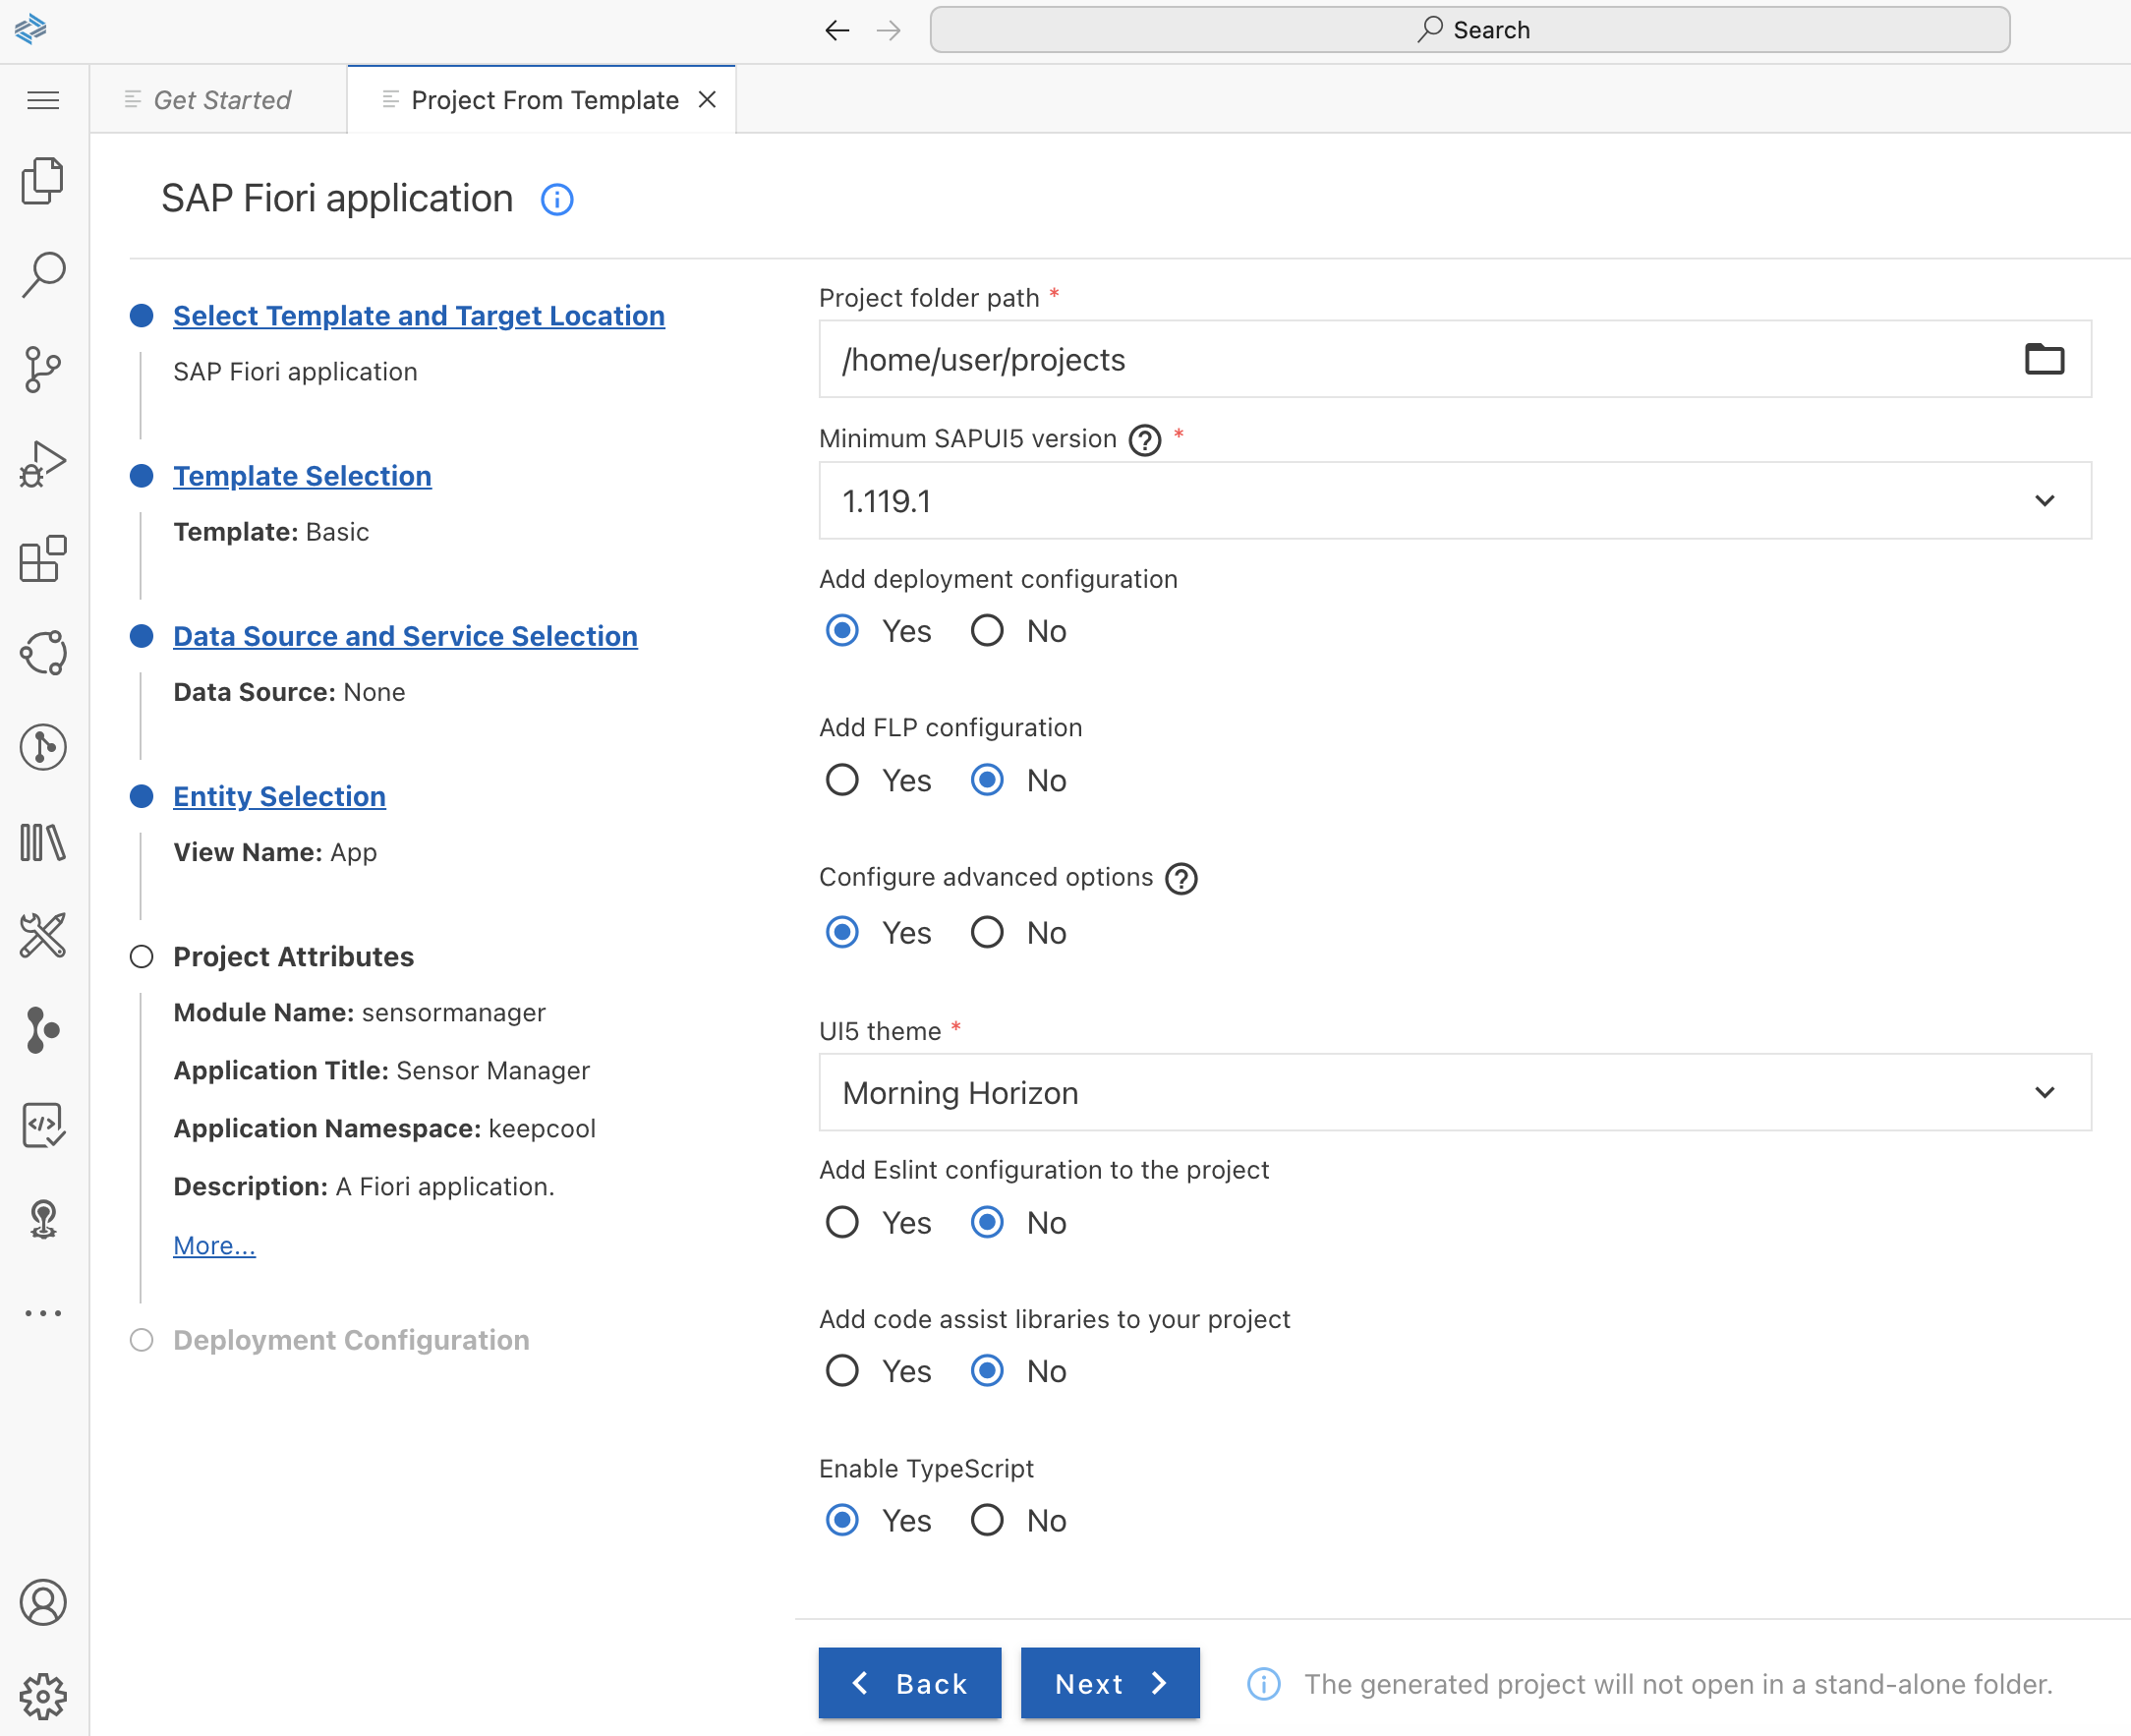 Search
Get Started
Project From Template
SAP Fiori application
Select Template and Target Location
SAP Fiori application
Template Selection
Template: Basic
Data Source and Service Selection
Data Source: None
Entity Selection
View Name: App
Project Attributes
Module Name: sensormanager
Application Title: Sensor Manager
Application Namespace: keepcool
Description: A Fiori application.
More...
Deployment Configuration
Project folder path *
/home/user/projects
Minimum SAPUI5 version *
1.119.1
Add deployment configuration
Yes No
Add FLP configuration
Yes No
Configure advanced options
Yes No
UI5 theme *
Morning Horizon
Add Eslint configuration to the project
Yes No
Add code assist libraries to your project
Yes No
Enable TypeScript
Yes No
Back Next The generated project will not open in a stand-alone folder.